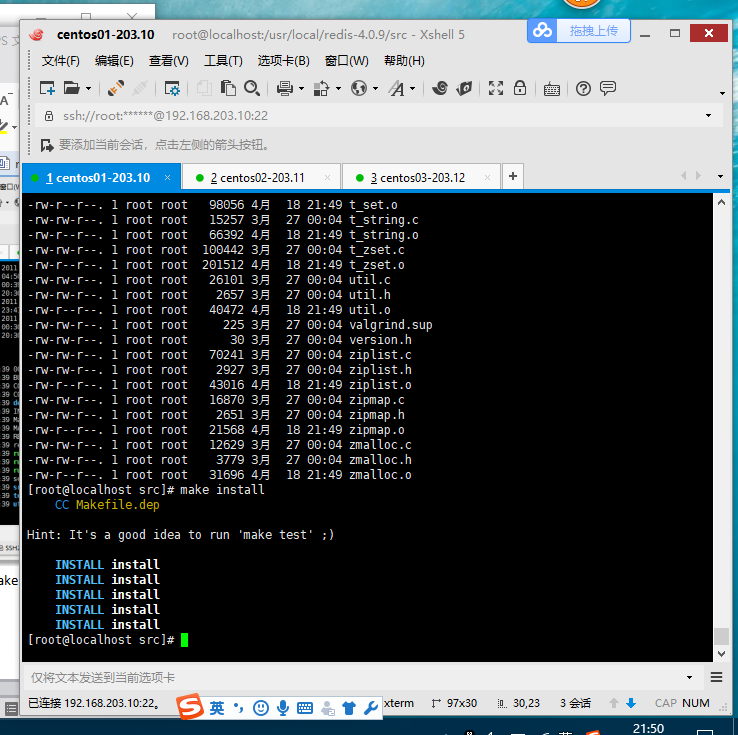 centos01-203.10 root@localhost:/usr/local/redis-4.0.9/src - Xshell 5
拖拽上传
文件(F) 编辑(E) 查看(V) 工具(T) 选项卡(B) 窗口(W) 帮助(H)
ssh://root:******@192.168.203.10:22
要添加当前会话，点击左侧的箭头按钮。
1 centos01-203.10 × 2 centos02-203.11 × 3 centos03-203.12 × +
-rw-r--r--. 1 root root 98056 4月 18 21:49 t_set.o
-rw-rw-r--. 1 root root 15257 3月 27 00:04 t_string.c
-rw-r--r--. 1 root root 66392 4月 18 21:49 t_string.o
-rw-rw-r--. 1 root root 100442 3月 27 00:04 t_zset.c
-rw-r--r--. 1 root root 201512 4月 18 21:49 t_zset.o
-rw-rw-r--. 1 root root 26101 3月 27 00:04 util.c
-rw-rw-r--. 1 root root 2657 3月 27 00:04 util.h
-rw-r--r--. 1 root root 40472 4月 18 21:49 util.o
-rw-rw-r--. 1 root root 225 3月 27 00:04 valgrind.sup
-rw-rw-r--. 1 root root 30 3月 27 00:04 version.h
-rw-rw-r--. 1 root root 70241 3月 27 00:04 ziplist.c
-rw-rw-r--. 1 root root 2927 3月 27 00:04 ziplist.h
-rw-r--r--. 1 root root 43016 4月 18 21:49 ziplist.o
-rw-rw-r--. 1 root root 16870 3月 27 00:04 zipmap.c
-rw-rw-r--. 1 root root 2651 3月 27 00:04 zipmap.h
-rw-r--r--. 1 root root 21568 4月 18 21:49 zipmap.o
-rw-rw-r--. 1 root root 12629 3月 27 00:04 zmalloc.c
-rw-rw-r--. 1 root root 3779 3月 27 00:04 zmalloc.h
-rw-r--r--. 1 root root 31696 4月 18 21:49 zmalloc.o
[root@localhost src]# make install
CC Makefile.dep
Hint: It's a good idea to run 'make test' ;)
INSTALL install
INSTALL install
INSTALL install
INSTALL install
INSTALL install
[root@localhost src]#
仅将文本发送到当前选项卡
已连接 192.168.203.10:22。 英 xterm 97x30 30,23 3 会话 CAP NUM
21:50